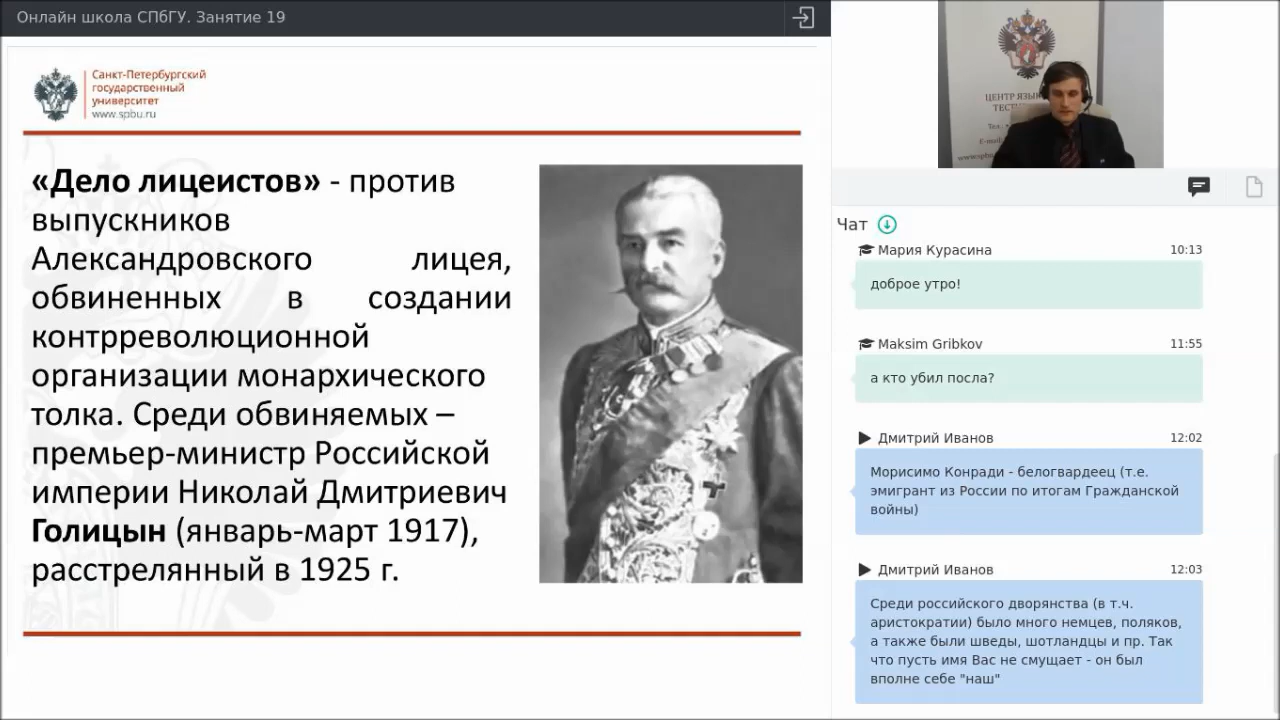 Онлайн школа СПбГУ. Занятие 19
Санкт-Петербургский
государственный
университет
www.spbu.ru
«Дело лицеистов» - против
выпускников
Александровского лицея,
обвиненных в создании
контрреволюционной
организации монархического
толка. Среди обвиняемых –
премьер-министр Российской
империи Николай Дмитриевич
Голицын (январь-март 1917),
расстрелянный в 1925 г.
Чат
Мария Курасина 10:13
доброе утро!
Maksim Gribkov 11:55
а кто убил посла?
Дмитрий Иванов 12:02
Морисимо Конради - белогвардеец (т.е.
эмигрант из России по итогам Гражданской
войны)
Дмитрий Иванов 12:03
Среди российского дворянства (в т.ч.
аристократии) было много немцев, поляков,
а также были шведы, шотландцы и пр. Так
что пусть имя Вас не смущает - он был
вполне себе "наш"